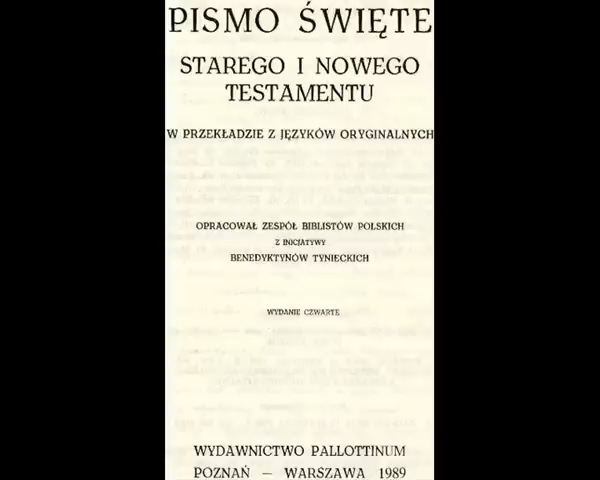 PISMO ŚWIĘTE
STAREGO I NOWEGO
TESTAMENTU
W PRZEKŁADZIE Z JĘZYKÓW ORYGINALNYCH
OPRACOWAŁ ZESPÓŁ BIBLISTÓW POLSKICH
Z INICJATYWY
BENEDYKTYNÓW TYNIECKICH
WYDANIE CZWARTE
WYDAWNICTWO PALLOTTINUM
POZNAŃ — WARSZAWA 1989